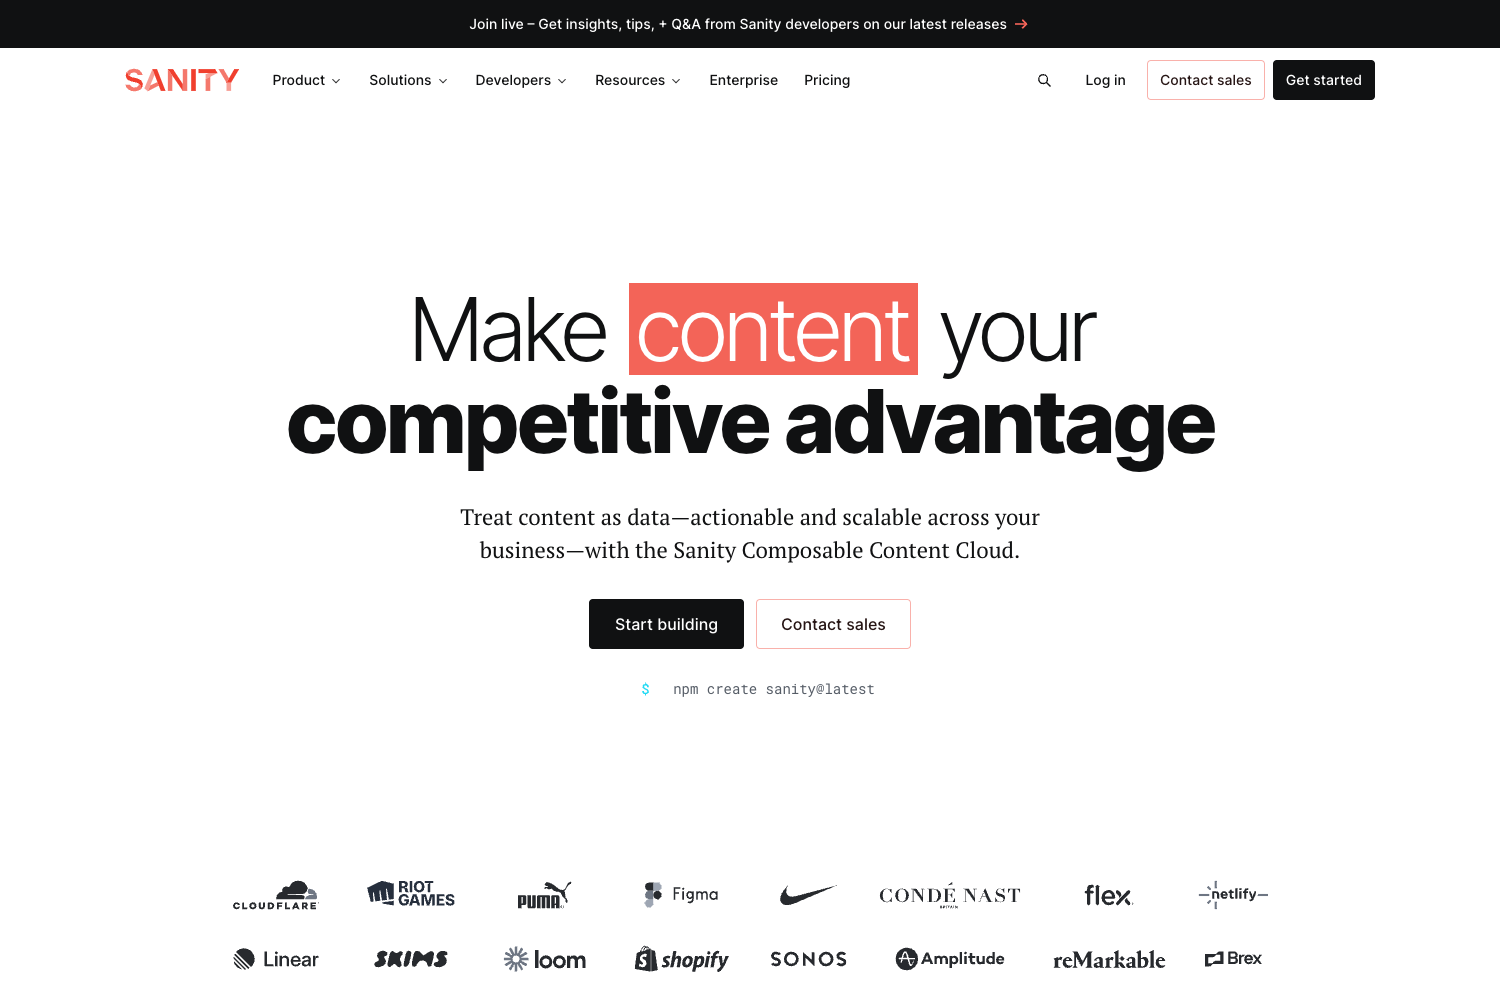 Join live – Get insights, tips, + Q&A from Sanity developers on our latest releases →
SANITY Product Solutions Developers Resources Enterprise Pricing Log in Contact sales Get started
Make content your
competitive advantage
Treat content as data—actionable and scalable across your
business—with the Sanity Composable Content Cloud.
Start building Contact sales
$ npm create sanity@latest
CLOUDFLARE RIOT GAMES PUMA Figma CONDÉ NAST BRITAIN flex netlify
Linear SKIMS loom shopify SONOS Amplitude reMarkable Brex